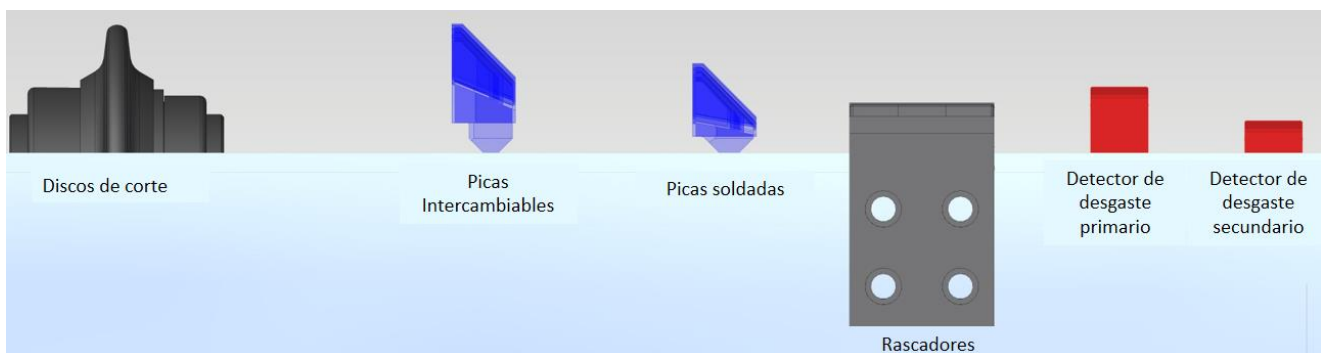 Discos de corte
Picas
Intercambiables
Picas soldadas
Rascadores
Detector de
desgaste
primario
Detector de
desgaste
secundario